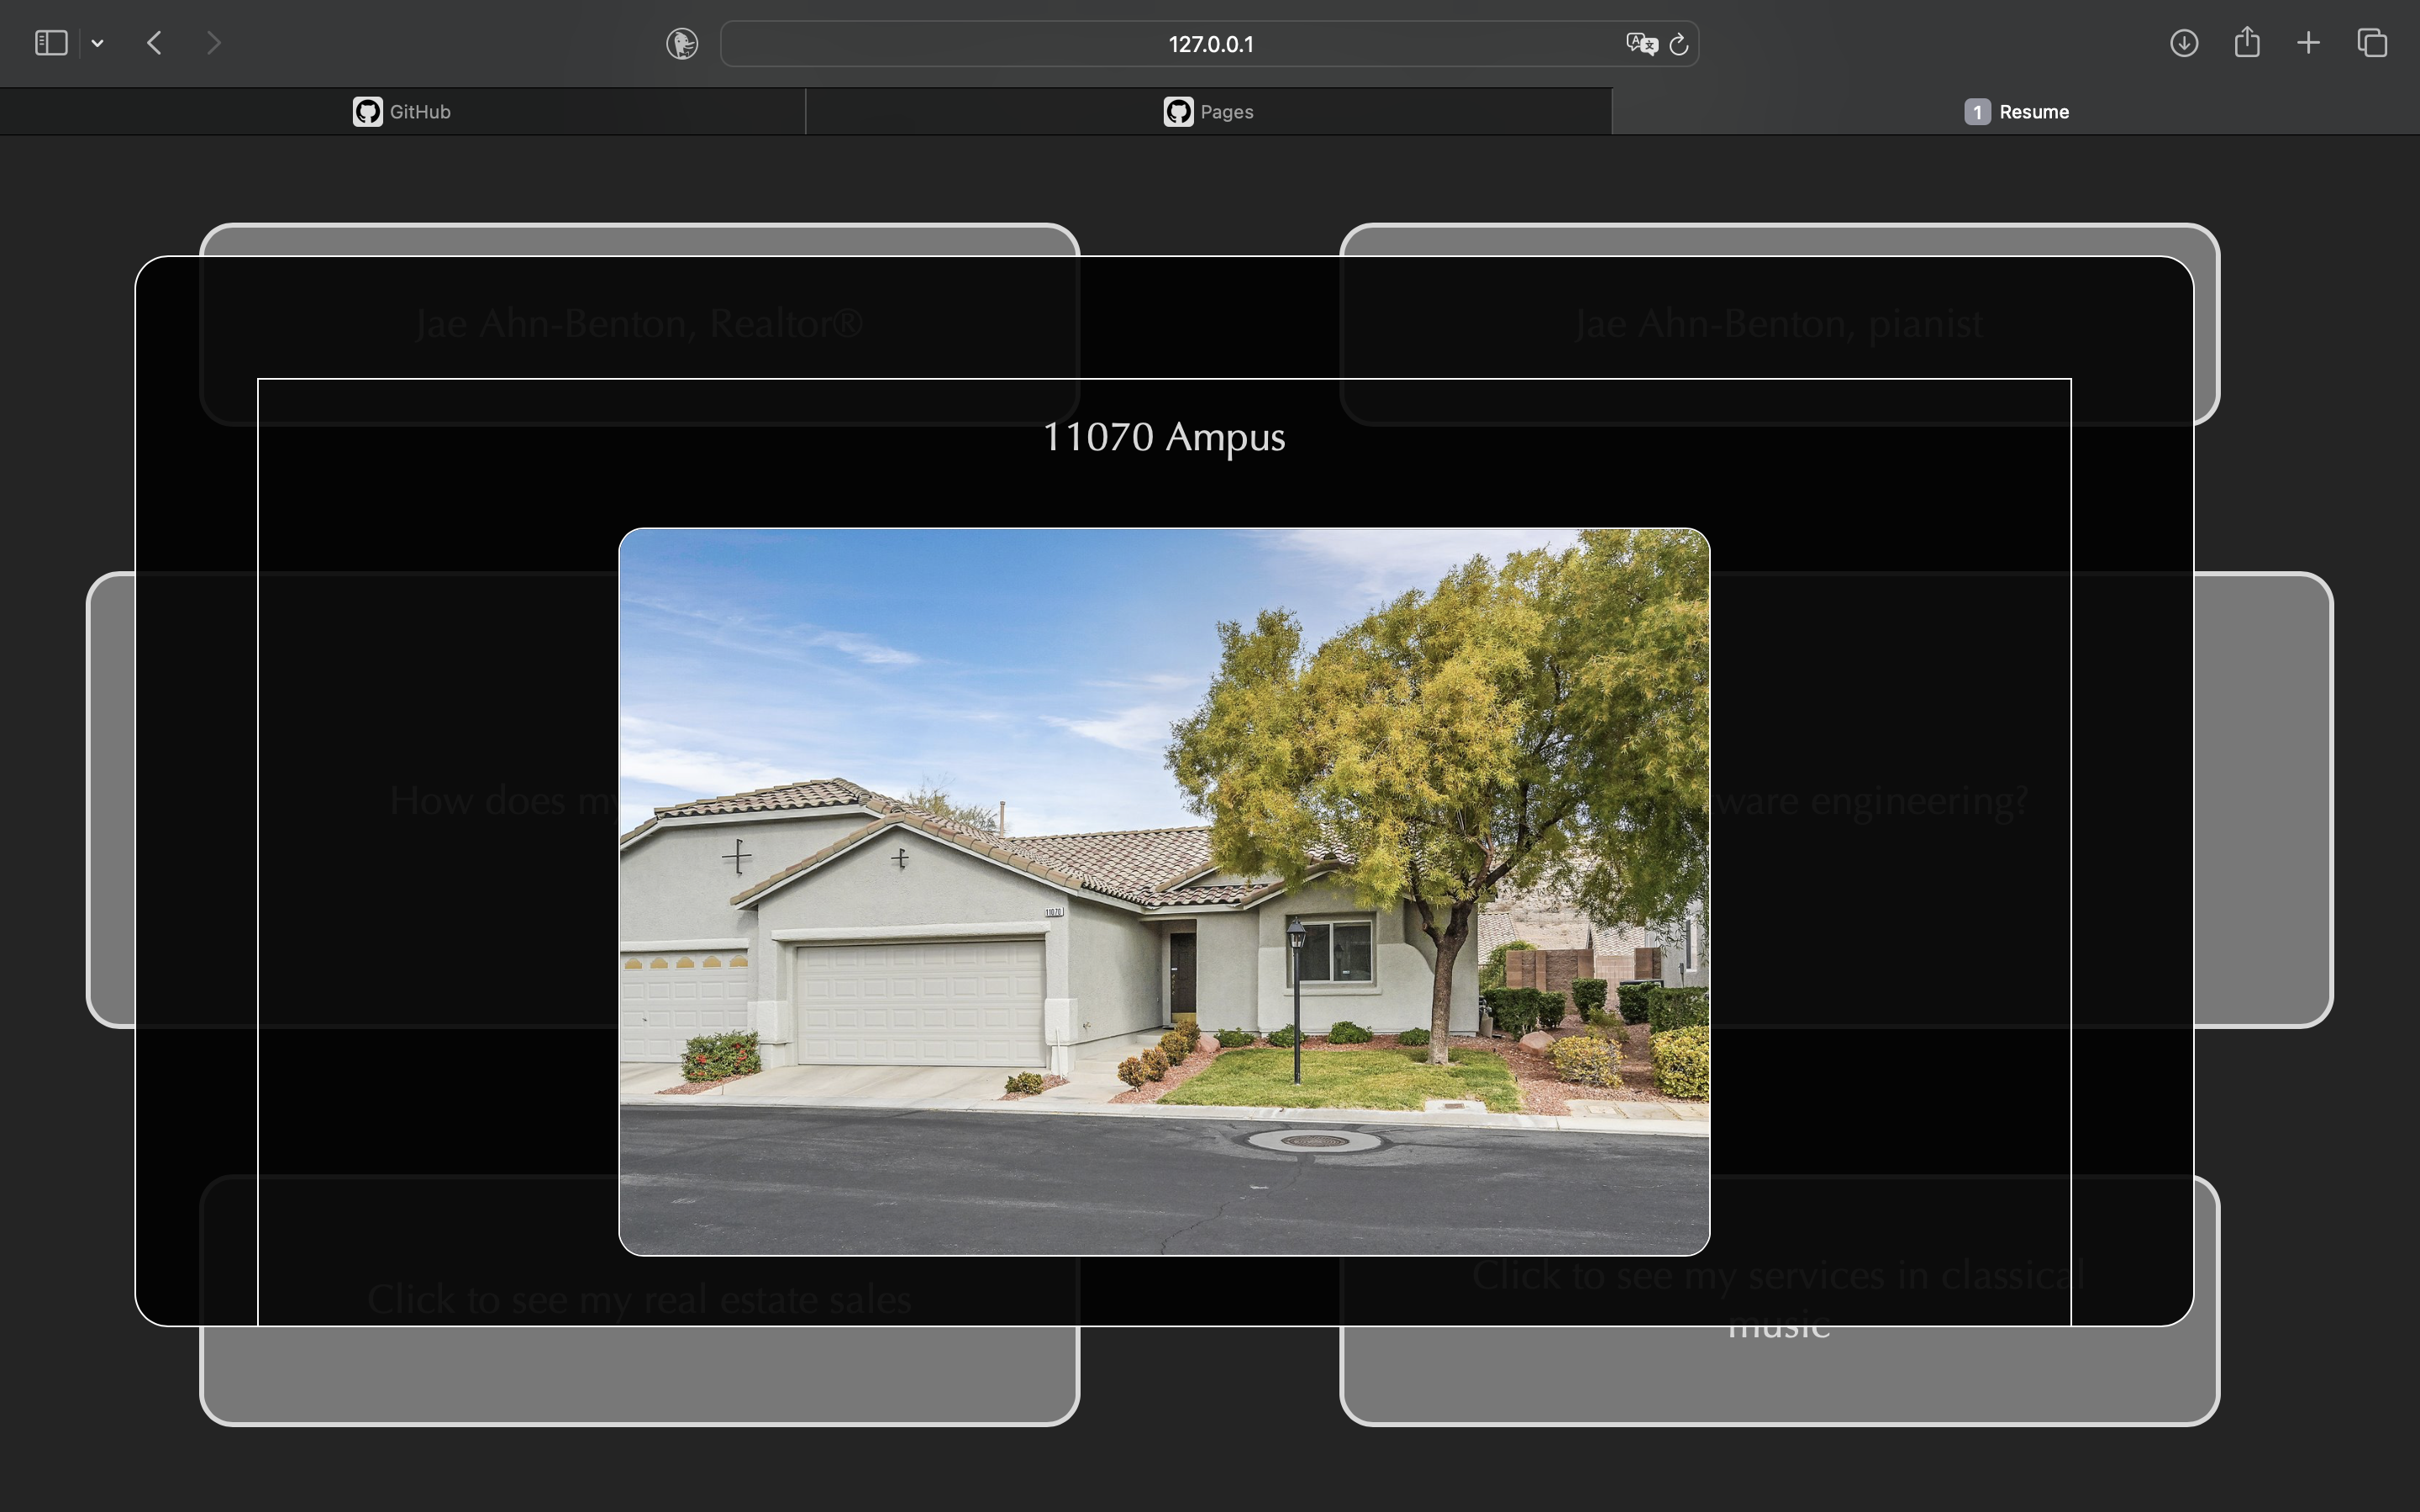 127.0.0.1
GitHub
Pages
1 Resume
Jae Ahn-Benton, Realtor®
Jae Ahn-Benton, pianist
11070 Ampus
How does my
ware engineering?
11070
Click to see my real estate sales
Click to see my services in classical
music